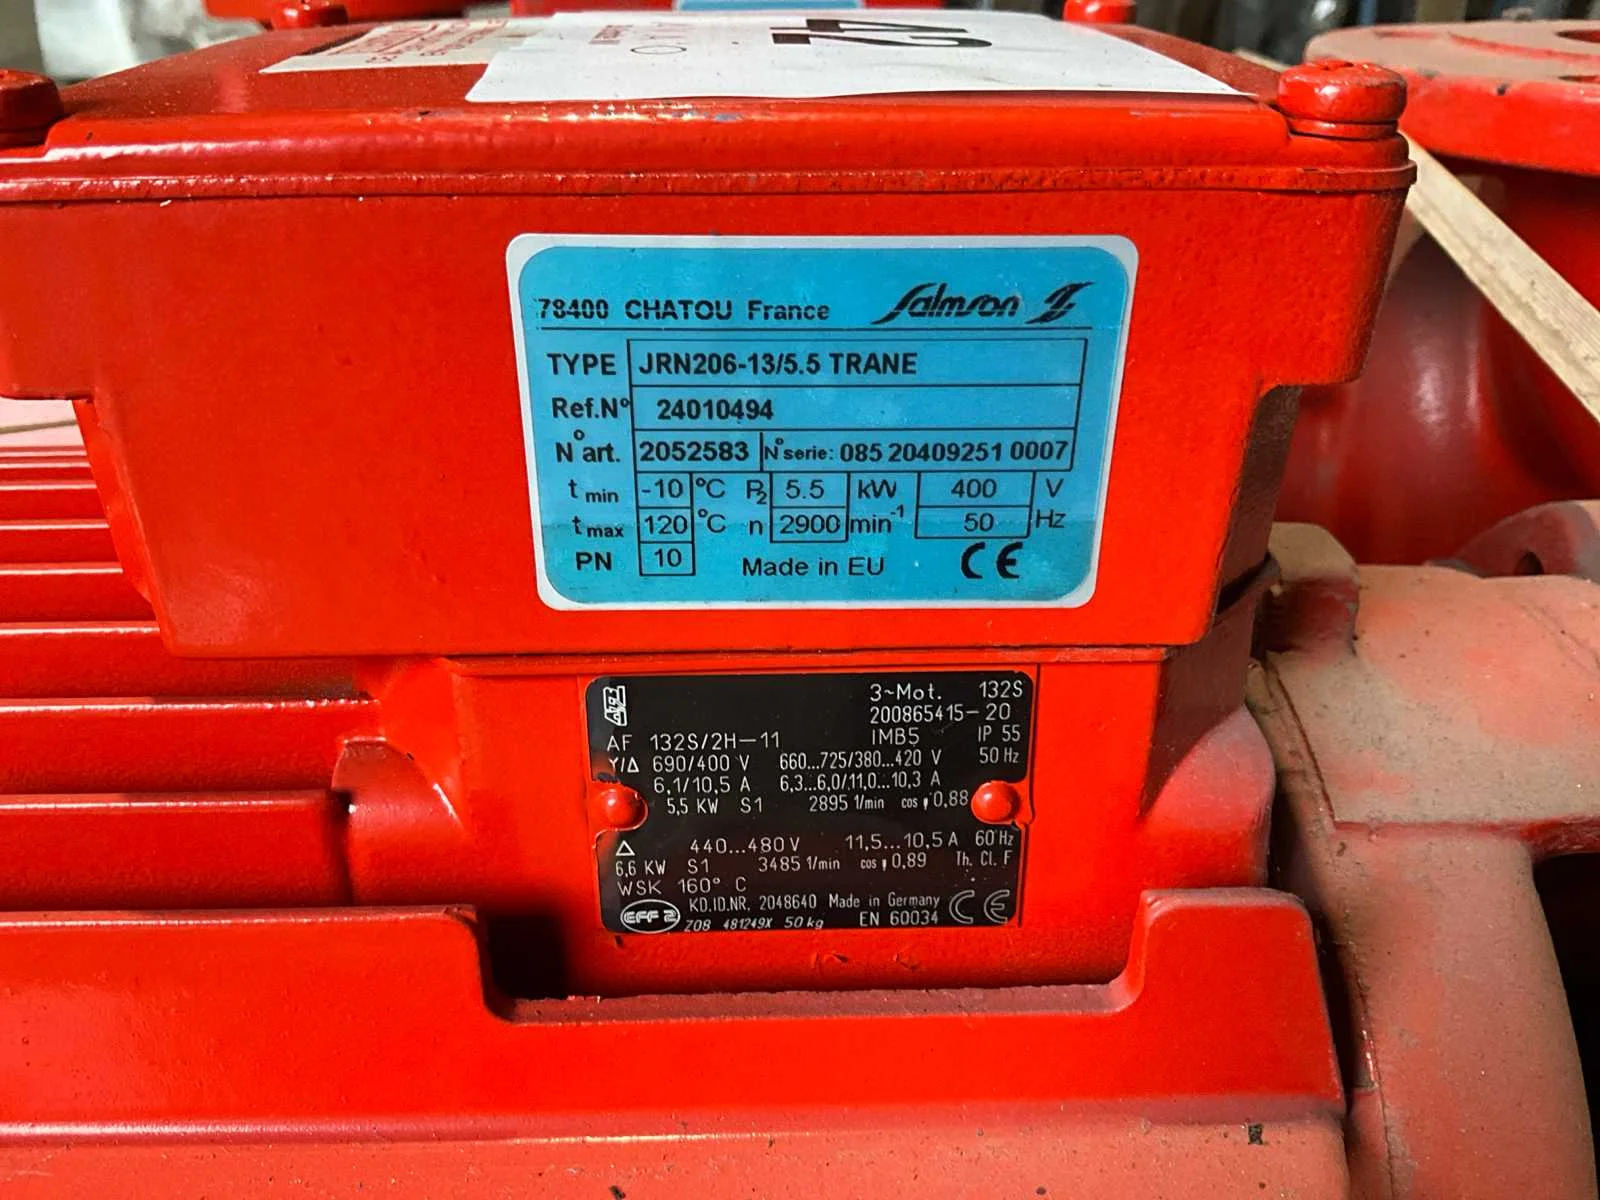 42
78400 CHATOU France Salmson
TYPE JRN206-13/5.5 TRANE
Ref.Nº 24010494
Nº art. 2052583 Nº serie: 085 20409251 0007
t min -10 °C P2 5.5 kW 400 V
t max 120 °C n 2900 min-1 50 Hz
PN 10 Made in EU CE
3~Mot. 132S
200865415-20
AF 132S/2H-11 IMB5 IP 55
Y/Δ 690/400 V 660...725/380...420 V 50 Hz
6,1/10,5 A 6,3...6,0/11,0...10,3 A
5,5 KW S1 2895 1/min cos φ 0,88
Δ 440...480 V 11,5...10,5 A 60 Hz
6,6 KW S1 3485 1/min cos φ 0,89 Th. Cl. F
WSK 160° C
KD.ID.NR. 2048640 Made in Germany CE
EFF2 Z08 481249X 50 kg EN 60034